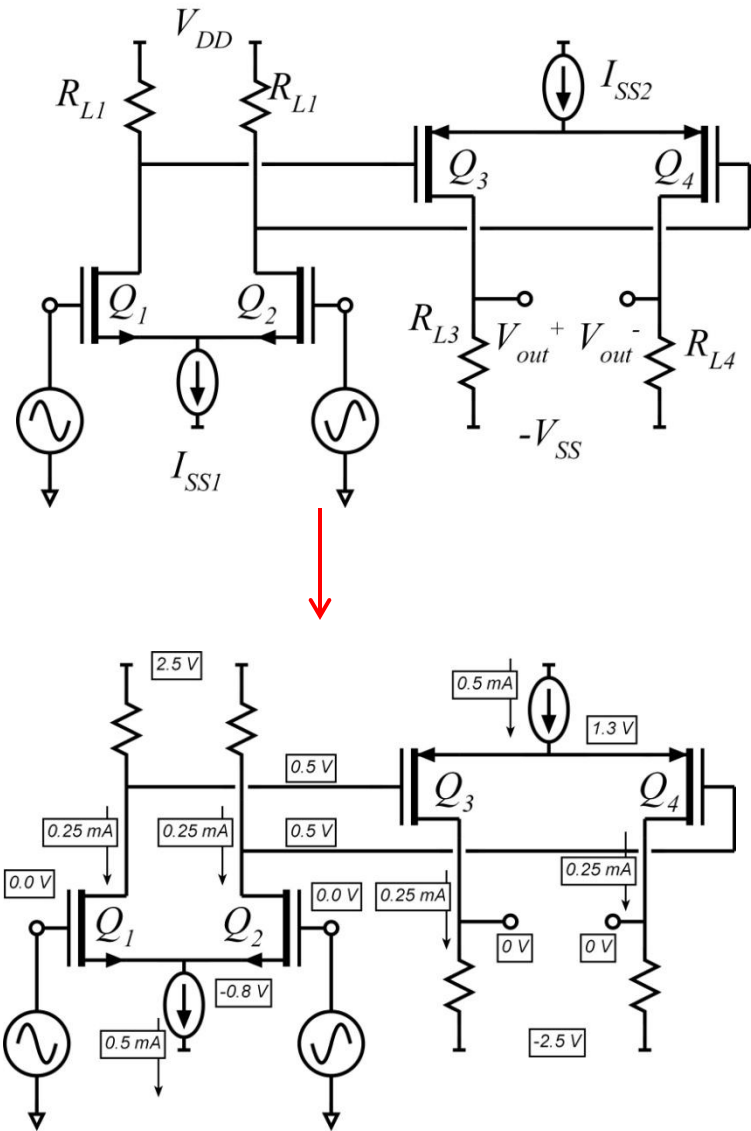 V_DD
R_L1
R_L1
I_SS2
Q_3
Q_4
Q_1
Q_2
R_L3
V_out^+
V_out^-
R_L4
I_SS1
-V_SS
2.5 V
0.5 mA
1.3 V
0.5 V
Q_3
Q_4
0.25 mA
0.25 mA
0.5 V
0.25 mA
0.0 V
0.0 V
0.25 mA
Q_1
Q_2
0 V
0 V
-0.8 V
0.5 mA
-2.5 V